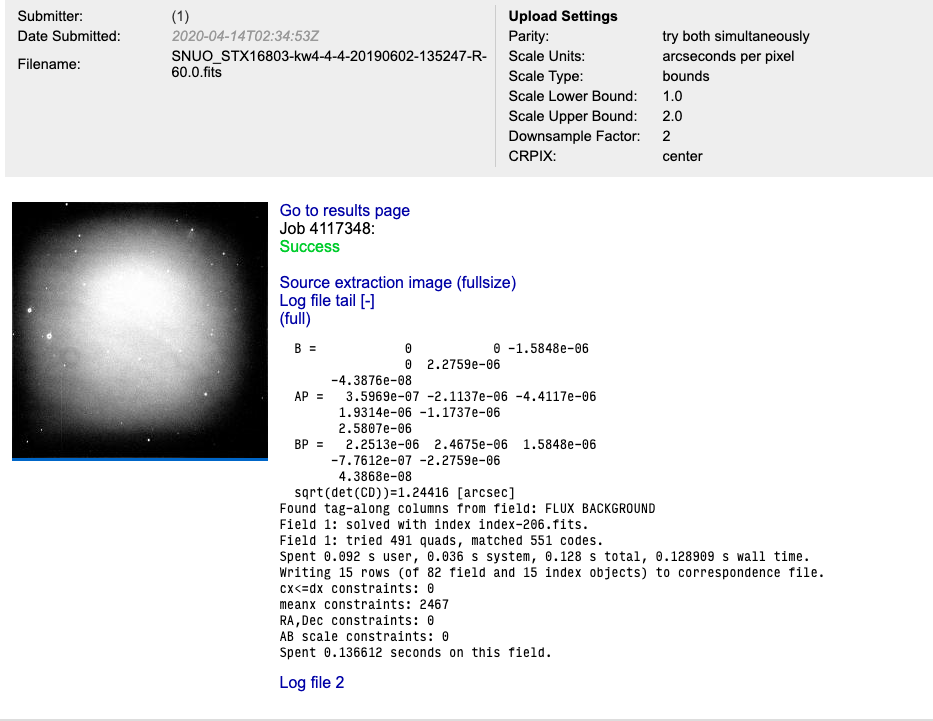 Submitter: (1)
Date Submitted: 2020-04-14T02:34:53Z
Filename: SNUO_STX16803-kw4-4-4-20190602-135247-R-
60.0.fits
Upload Settings
Parity: try both simultaneously
Scale Units: arcseconds per pixel
Scale Type: bounds
Scale Lower Bound: 1.0
Scale Upper Bound: 2.0
Downsample Factor: 2
CRPIX: center
Go to results page
Job 4117348:
Success
Source extraction image (fullsize)
Log file tail [-]
(full)
B = 0 0 -1.5848e-06
0 2.2759e-06
-4.3876e-08
AP = 3.5969e-07 -2.1137e-06 -4.4117e-06
1.9314e-06 -1.1737e-06
2.5807e-06
BP = 2.2513e-06 2.4675e-06 1.5848e-06
-7.7612e-07 -2.2759e-06
4.3868e-08
sqrt(det(CD))=1.24416 [arcsec]
Found tag-along columns from field: FLUX BACKGROUND
Field 1: solved with index index-206.fits.
Field 1: tried 491 quads, matched 551 codes.
Spent 0.092 s user, 0.036 s system, 0.128 s total, 0.128909 s wall time.
Writing 15 rows (of 82 field and 15 index objects) to correspondence file.
cx<=dx constraints: 0
meanx constraints: 2467
RA,Dec constraints: 0
AB scale constraints: 0
Spent 0.136612 seconds on this field.
Log file 2